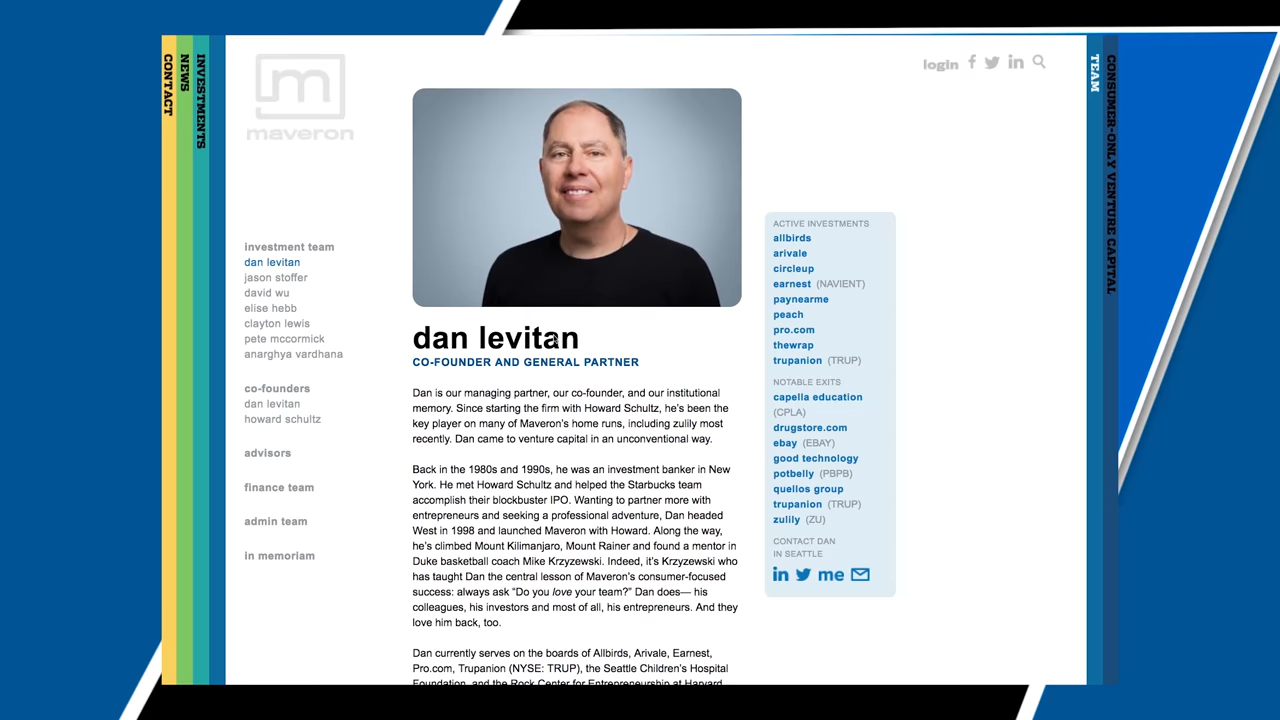 CONTACT
NEWS
INVESTMENTS
maveron
login
TEAM
CONSUMER-ONLY VENTURE CAPITAL
investment team
dan levitan
jason stoffer
david wu
elise hebb
clayton lewis
pete mccormick
anarghya vardhana
co-founders
dan levitan
howard schultz
advisors
finance team
admin team
in memoriam
dan levitan
CO-FOUNDER AND GENERAL PARTNER
Dan is our managing partner, our co-founder, and our institutional
memory. Since starting the firm with Howard Schultz, he’s been the
key player on many of Maveron’s home runs, including zulily most
recently. Dan came to venture capital in an unconventional way.
Back in the 1980s and 1990s, he was an investment banker in New
York. He met Howard Schultz and helped the Starbucks team
accomplish their blockbuster IPO. Wanting to partner more with
entrepreneurs and seeking a professional adventure, Dan headed
West in 1998 and launched Maveron with Howard. Along the way,
he’s climbed Mount Kilimanjaro, Mount Rainer and found a mentor in
Duke basketball coach Mike Krzyzewski. Indeed, it’s Krzyzewski who
has taught Dan the central lesson of Maveron’s consumer-focused
success: always ask “Do you love your team?” Dan does— his
colleagues, his investors and most of all, his entrepreneurs. And they
love him back, too.
Dan currently serves on the boards of Allbirds, Arivale, Earnest,
Pro.com, Trupanion (NYSE: TRUP), the Seattle Children’s Hospital
Foundation, and the Rock Center for Entrepreneurship at Harvard
ACTIVE INVESTMENTS
allbirds
arivale
circleup
earnest (NAVIENT)
paynearme
peach
pro.com
thewrap
trupanion (TRUP)
NOTABLE EXITS
capella education
(CPLA)
drugstore.com
ebay (EBAY)
good technology
potbelly (PBPB)
quellos group
trupanion (TRUP)
zulily (ZU)
CONTACT DAN
IN SEATTLE
me